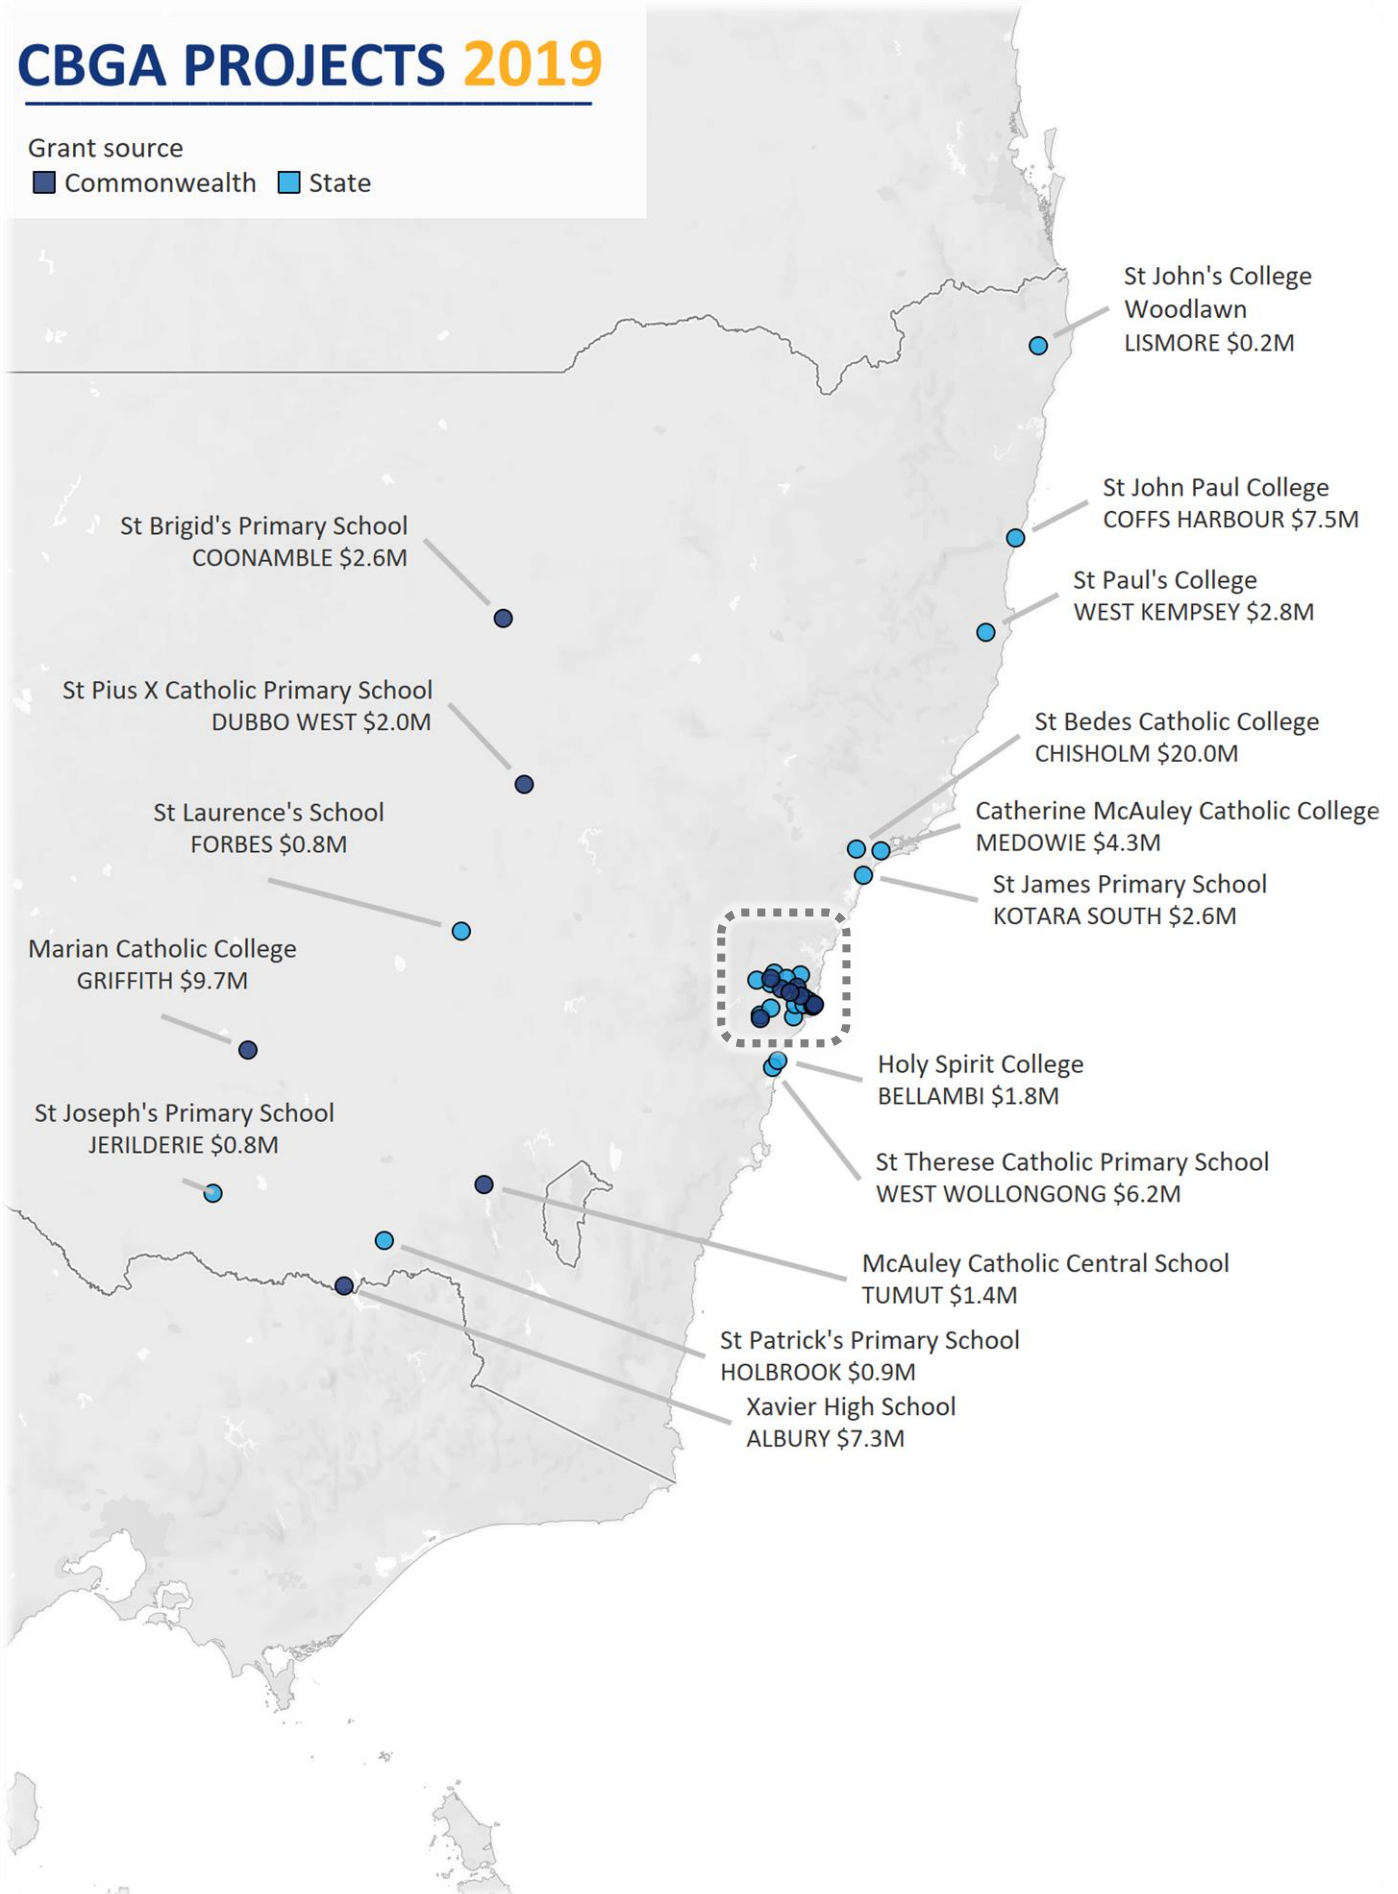 CBGA PROJECTS 2019
Grant source
Commonwealth State
St John's College
Woodlawn
LISMORE $0.2M
St John Paul College
COFFS HARBOUR $7.5M
St Brigid's Primary School
COONAMBLE $2.6M
St Paul's College
WEST KEMPSEY $2.8M
St Pius X Catholic Primary School
DUBBO WEST $2.0M
St Bedes Catholic College
CHISHOLM $20.0M
St Laurence's School
FORBES $0.8M
Catherine McAuley Catholic College
MEDOWIE $4.3M
St James Primary School
KOTARA SOUTH $2.6M
Marian Catholic College
GRIFFITH $9.7M
Holy Spirit College
BELLAMBI $1.8M
St Joseph's Primary School
JERILDERIE $0.8M
St Therese Catholic Primary School
WEST WOLLONGONG $6.2M
McAuley Catholic Central School
TUMUT $1.4M
St Patrick's Primary School
HOLBROOK $0.9M
Xavier High School
ALBURY $7.3M